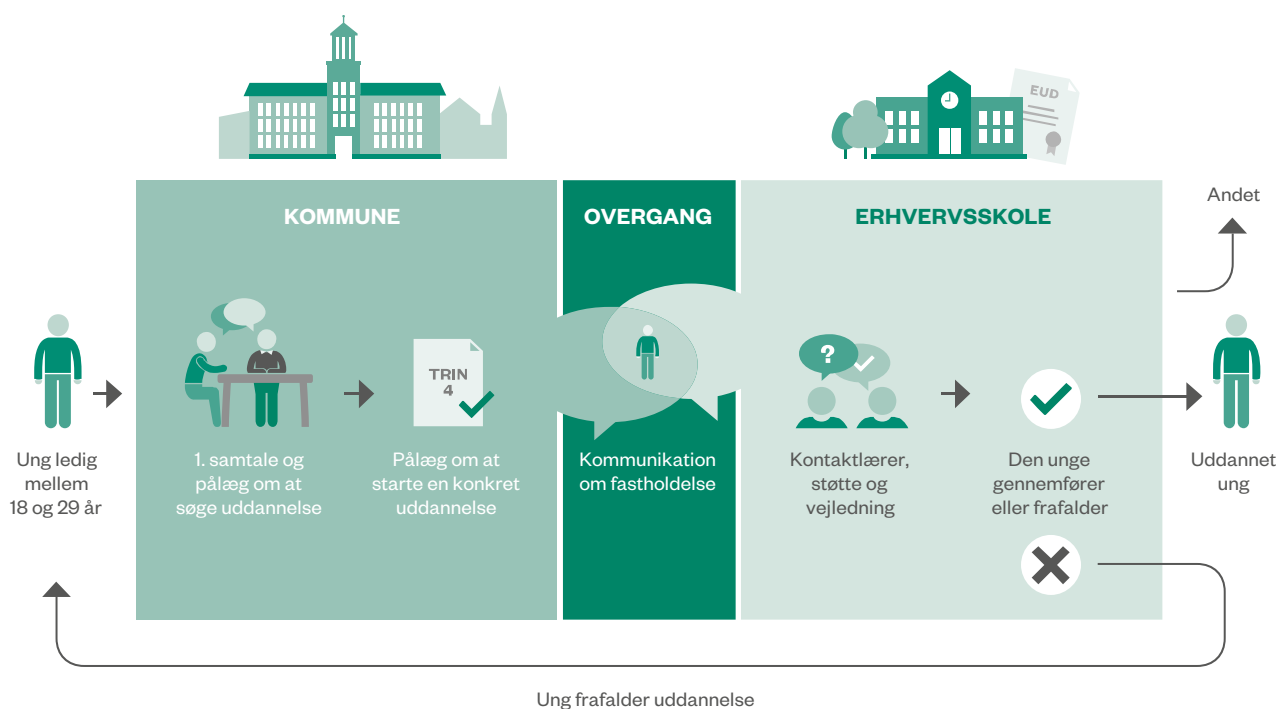 EUD
KOMMUNE
OVERGANG
ERHVERVSSKOLE
Andet
?
TRIN
4
Ung ledig
mellem
18 og 29 år
1. samtale og
pålæg om at
søge uddannelse
Pålæg om at
starte en konkret
uddannelse
Kommunikation
om fastholdelse
Kontaktlærer,
støtte og
vejledning
Den unge
gennemfører
eller frafalder
Uddannet
ung
Ung frafalder uddannelse